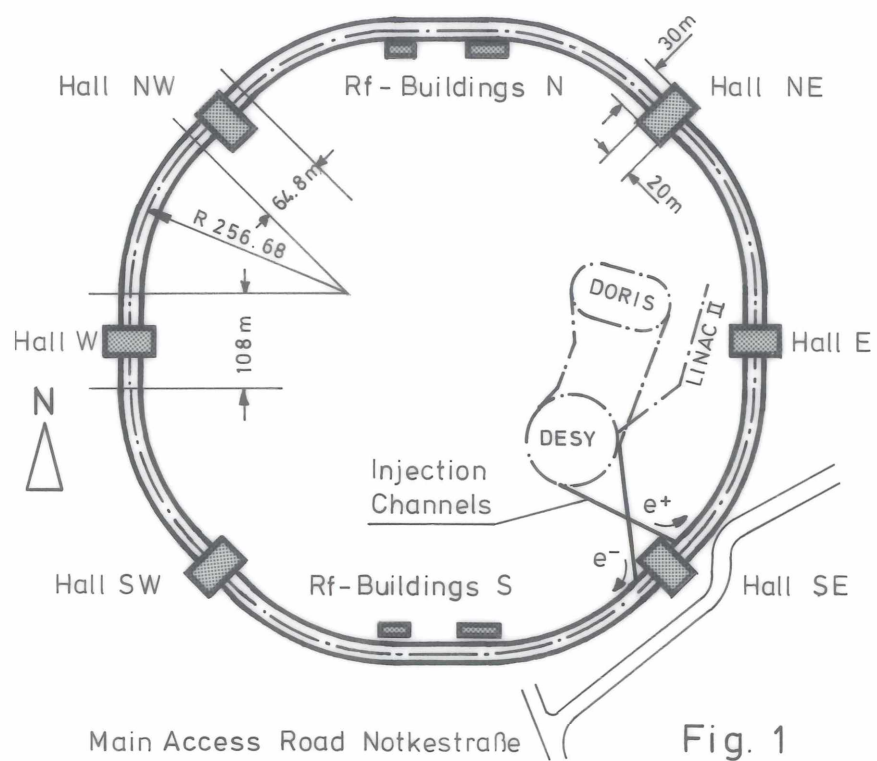 30m
Hall NW
Rf-Buildings N
Hall NE
64.8m
20m
R 256.68
DORIS
LINAC II
Hall W
108m
Hall E
N
DESY
Injection
Channels
e+
e-
Hall SW
Rf-Buildings S
Hall SE
Main Access Road Notkestraße
Fig. 1